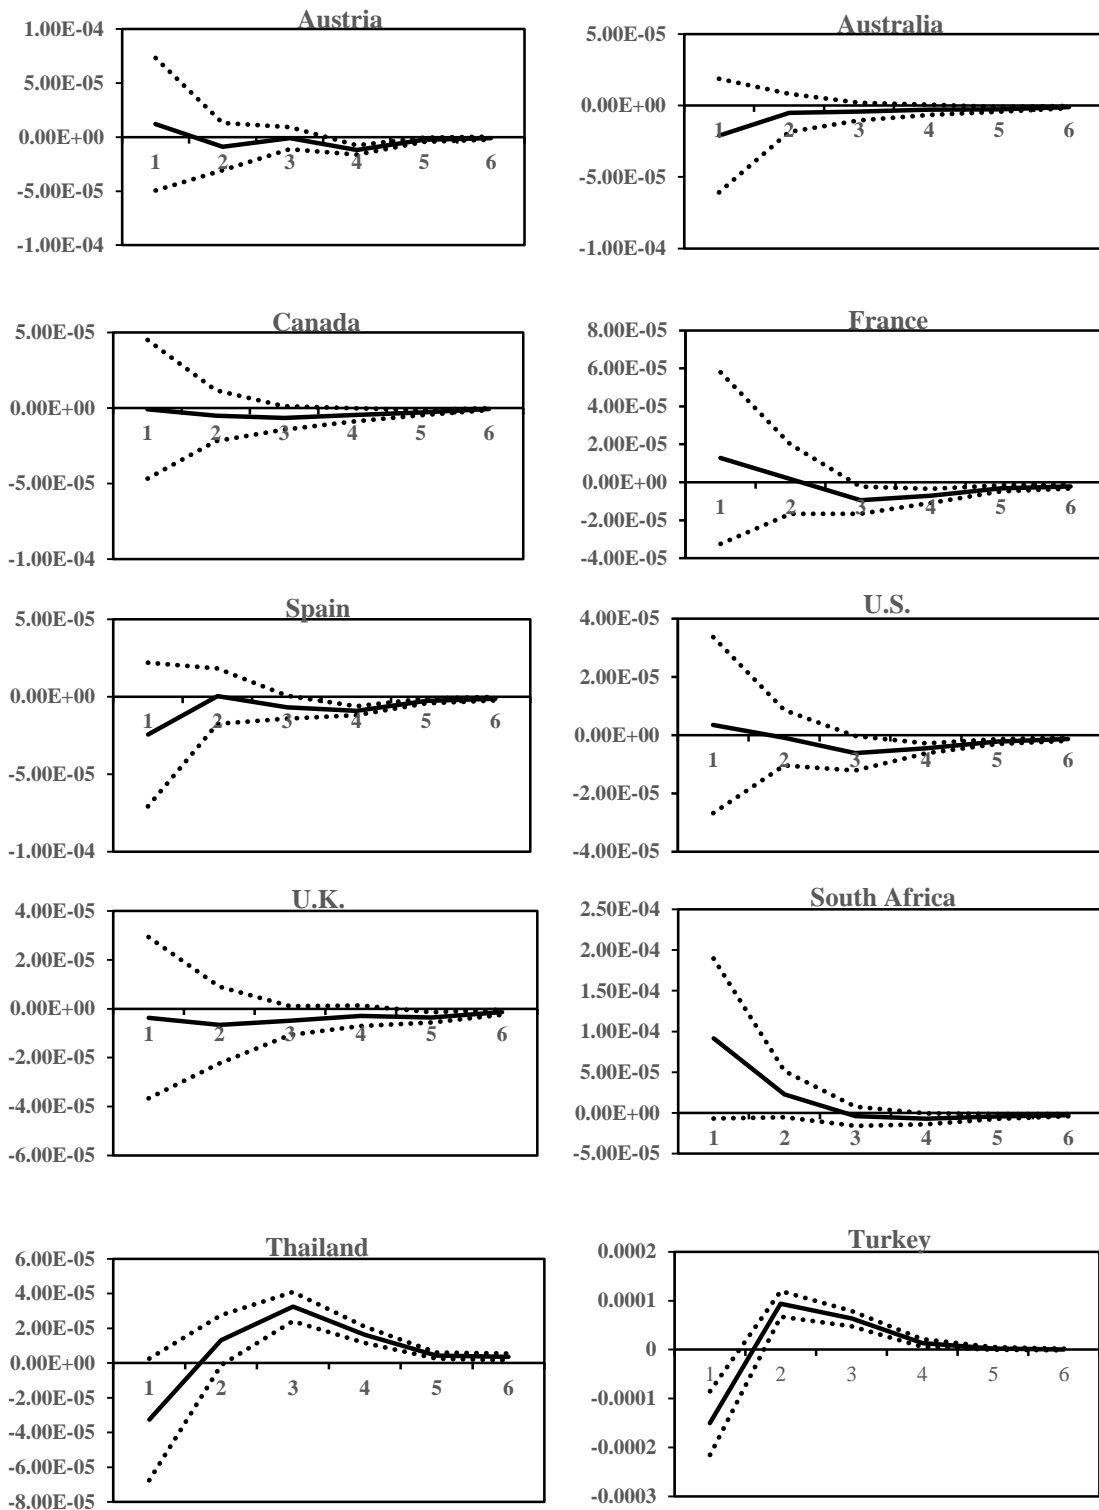 Austria
1.00E-04
5.00E-05
0.00E+00
-5.00E-05
-1.00E-04
1 2 3 4 5 6
Australia
5.00E-05
0.00E+00
-5.00E-05
-1.00E-04
1 2 3 4 5 6
Canada
5.00E-05
0.00E+00
-5.00E-05
-1.00E-04
1 2 3 4 5 6
France
8.00E-05
6.00E-05
4.00E-05
2.00E-05
0.00E+00
-2.00E-05
-4.00E-05
1 2 3 4 5 6
Spain
5.00E-05
0.00E+00
-5.00E-05
-1.00E-04
1 2 3 4 5 6
U.S.
4.00E-05
2.00E-05
0.00E+00
-2.00E-05
-4.00E-05
1 2 3 4 5 6
U.K.
4.00E-05
2.00E-05
0.00E+00
-2.00E-05
-4.00E-05
-6.00E-05
1 2 3 4 5 6
South Africa
2.50E-04
2.00E-04
1.50E-04
1.00E-04
5.00E-05
0.00E+00
-5.00E-05
1 2 3 4 5 6
Thailand
6.00E-05
4.00E-05
2.00E-05
0.00E+00
-2.00E-05
-4.00E-05
-6.00E-05
-8.00E-05
1 2 3 4 5 6
Turkey
0.0002
0.0001
0
-0.0001
-0.0002
-0.0003
1 2 3 4 5 6